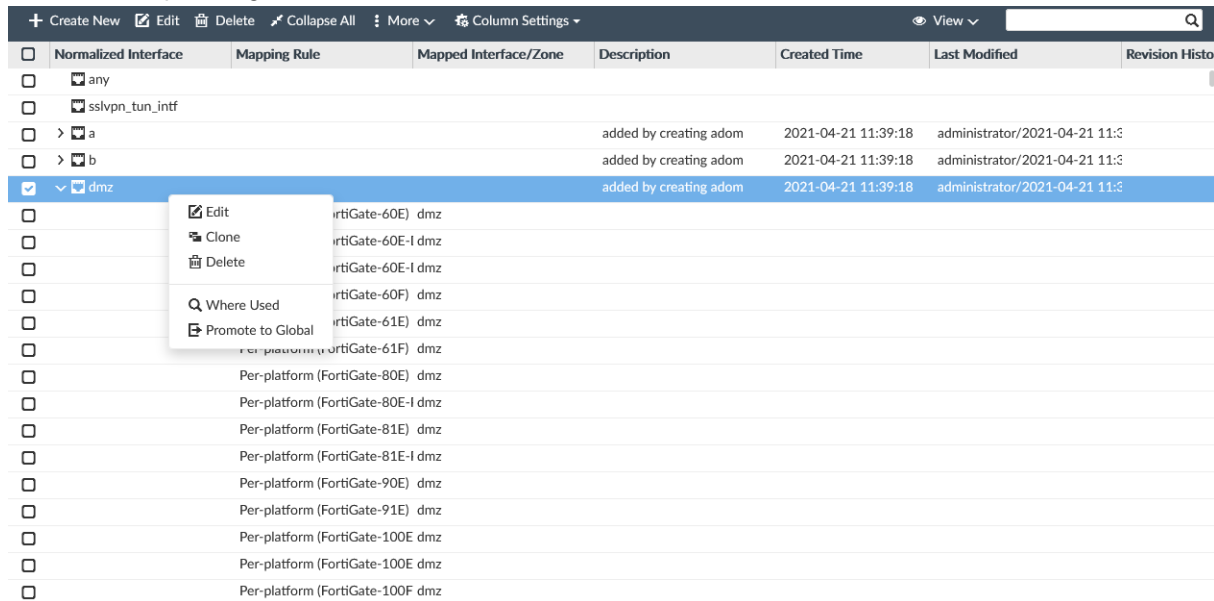 Create New Edit Delete Collapse All More Column Settings View
Normalized Interface Mapping Rule Mapped Interface/Zone Description Created Time Last Modified Revision Histo
any
sslvpn_tun_intf
a added by creating adom 2021-04-21 11:39:18 administrator/2021-04-21 11:3
b added by creating adom 2021-04-21 11:39:18 administrator/2021-04-21 11:3
dmz added by creating adom 2021-04-21 11:39:18 administrator/2021-04-21 11:3
Edit rtiGate-60E) dmz
Clone rtiGate-60E-I dmz
Delete rtiGate-60E-I dmz
rtiGate-60F) dmz
Where Used rtiGate-61E) dmz
Promote to Global
Per-platform (FortiGate-61F) dmz
Per-platform (FortiGate-80E) dmz
Per-platform (FortiGate-80E-I dmz
Per-platform (FortiGate-81E) dmz
Per-platform (FortiGate-81E-I dmz
Per-platform (FortiGate-90E) dmz
Per-platform (FortiGate-91E) dmz
Per-platform (FortiGate-100E dmz
Per-platform (FortiGate-100E dmz
Per-platform (FortiGate-100F dmz